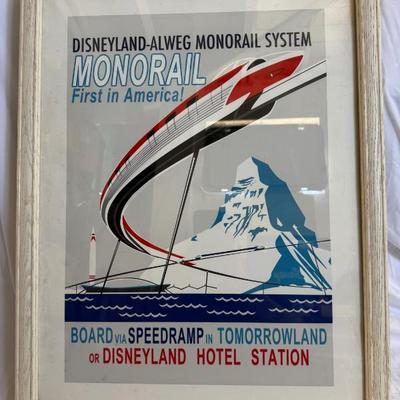 DISNEYLAND-ALWEG MONORAIL SYSTEM
MONORAIL
First in America!
BOARD VIA SPEEDRAMP IN TOMORROWLAND
OR DISNEYLAND HOTEL STATION